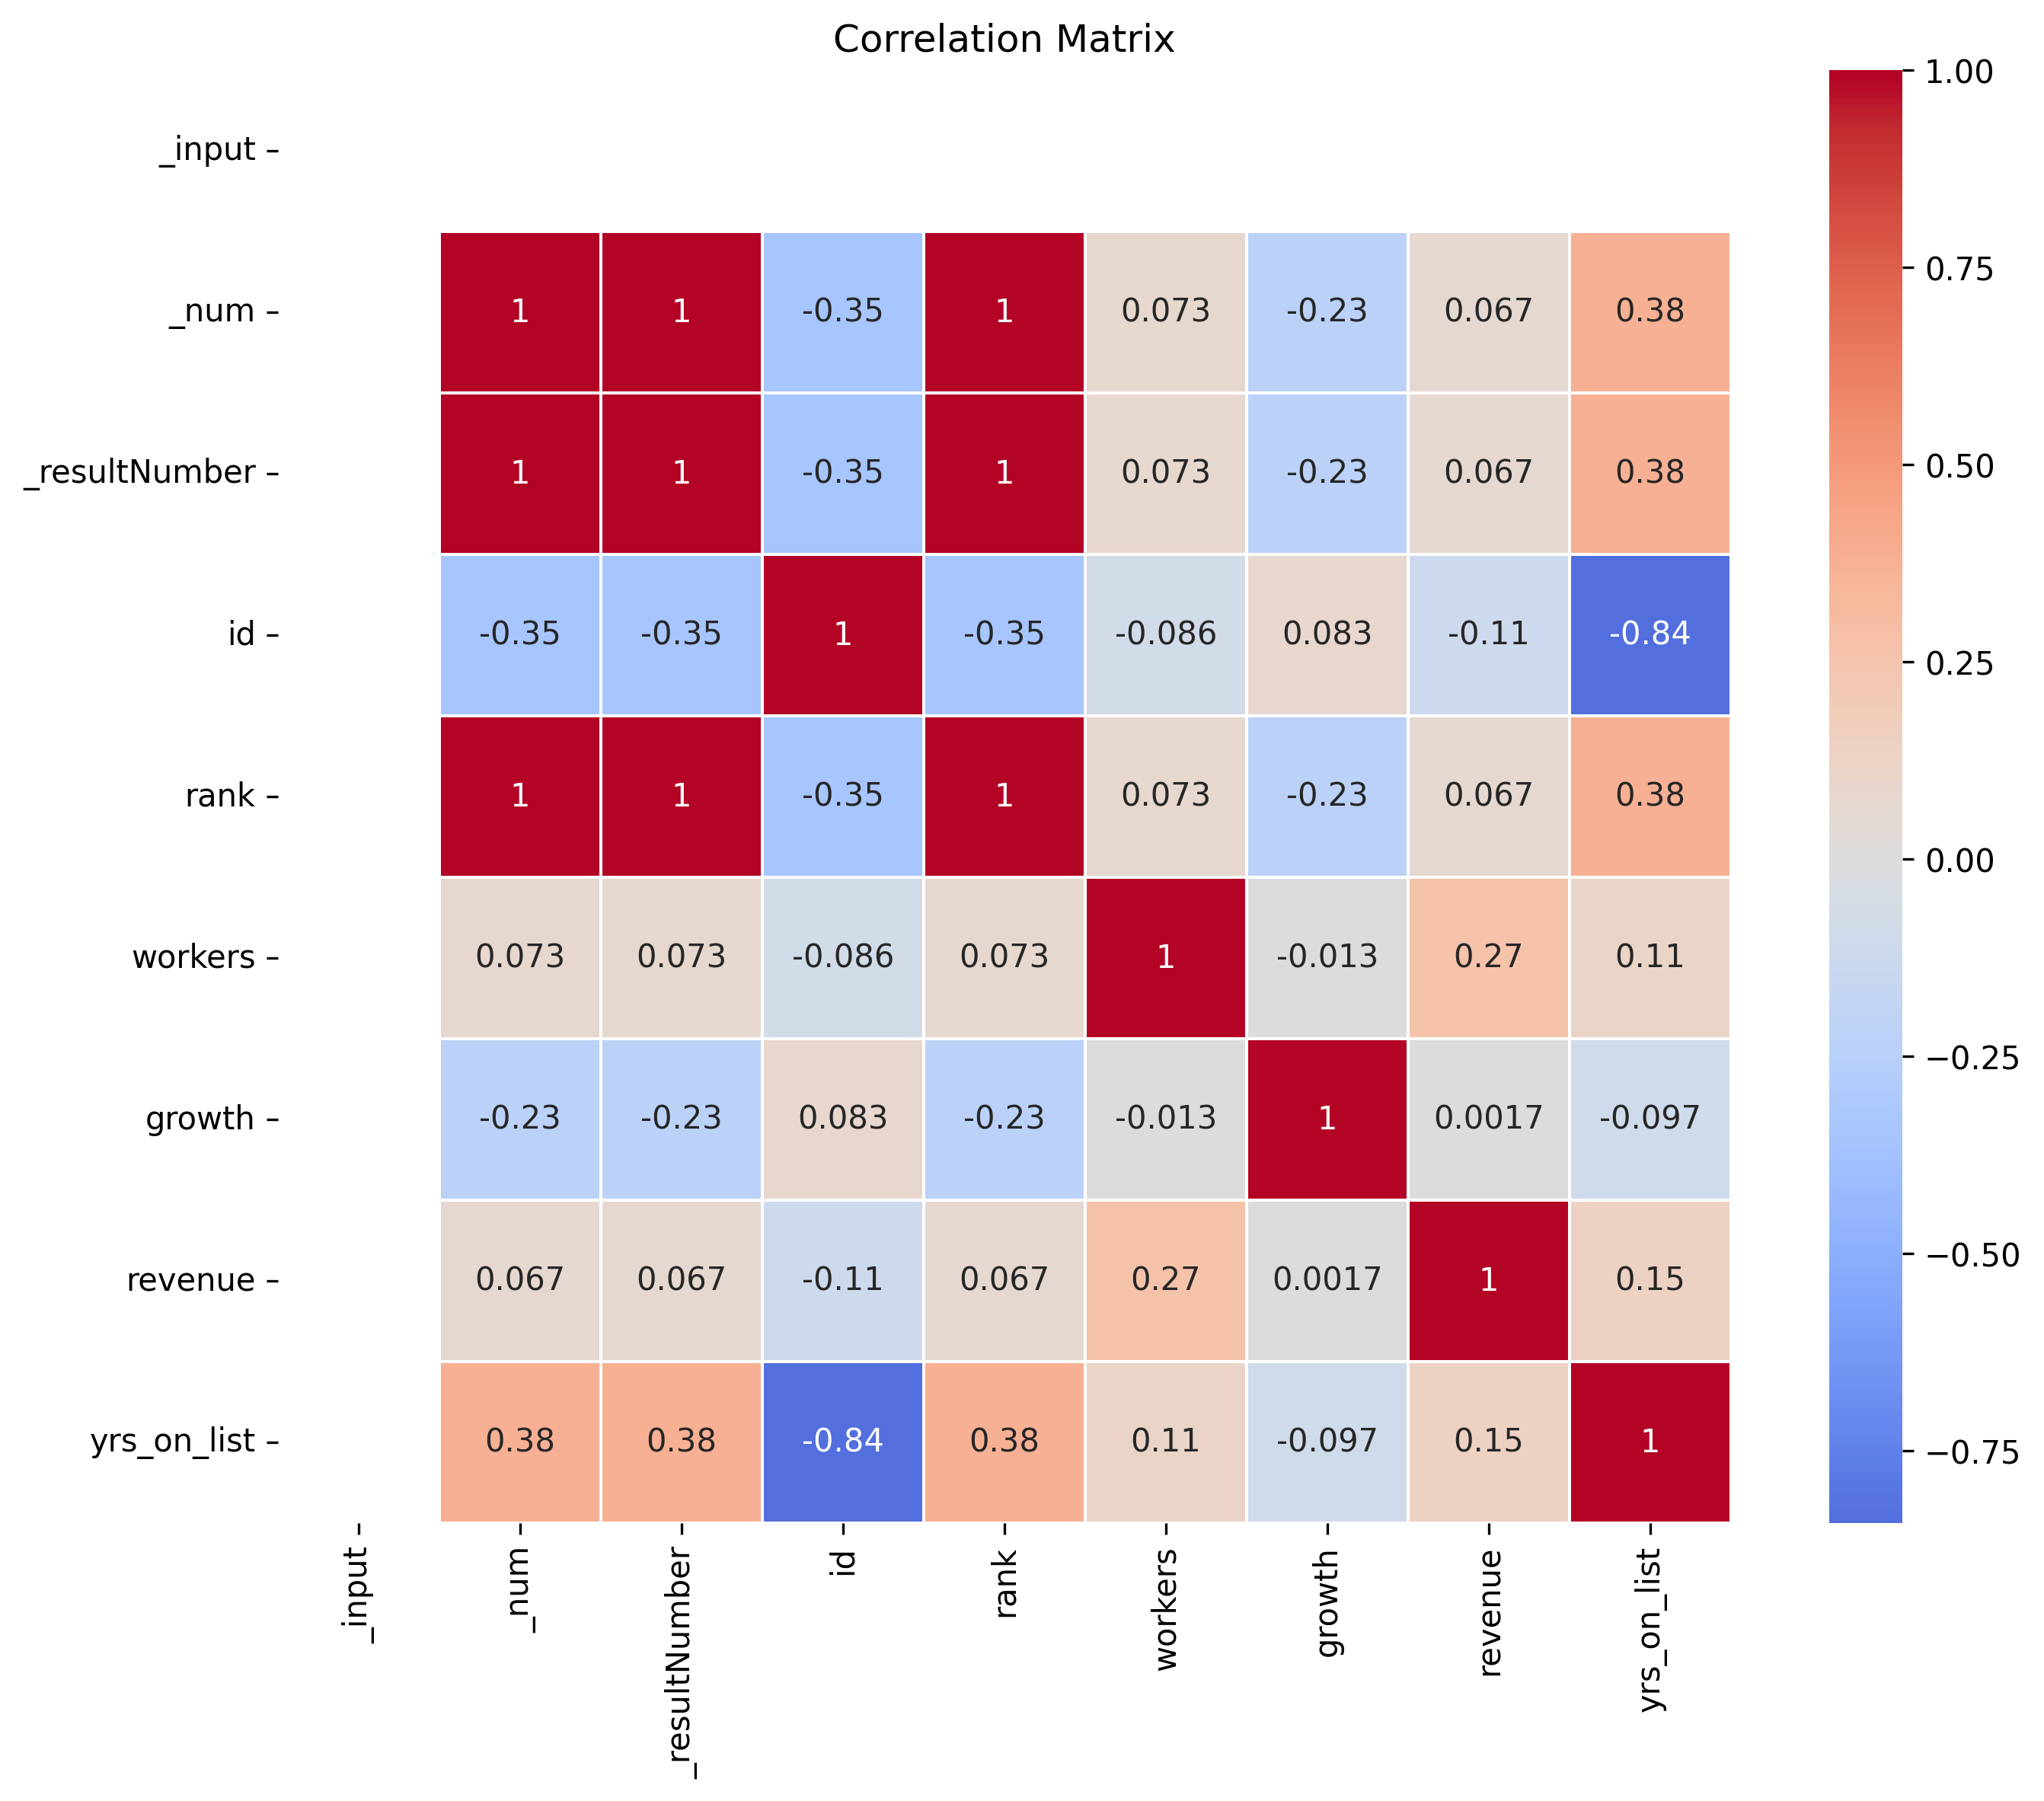 Correlation Matrix
_input
_num 1 1 -0.35 1 0.073 -0.23 0.067 0.38
_resultNumber 1 1 -0.35 1 0.073 -0.23 0.067 0.38
id -0.35 -0.35 1 -0.35 -0.086 0.083 -0.11 -0.84
rank 1 1 -0.35 1 0.073 -0.23 0.067 0.38
workers 0.073 0.073 -0.086 0.073 1 -0.013 0.27 0.11
growth -0.23 -0.23 0.083 -0.23 -0.013 1 0.0017 -0.097
revenue 0.067 0.067 -0.11 0.067 0.27 0.0017 1 0.15
yrs_on_list 0.38 0.38 -0.84 0.38 0.11 -0.097 0.15 1
_input _num _resultNumber id rank workers growth revenue yrs_on_list
1.00
0.75
0.50
0.25
0.00
−0.25
−0.50
−0.75